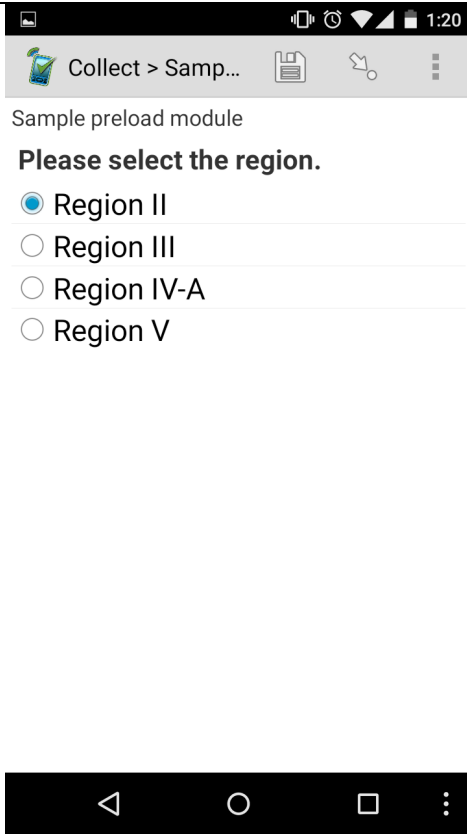 1:20
Collect > Samp...
Sample preload module
Please select the region.
Region II
Region III
Region IV-A
Region V